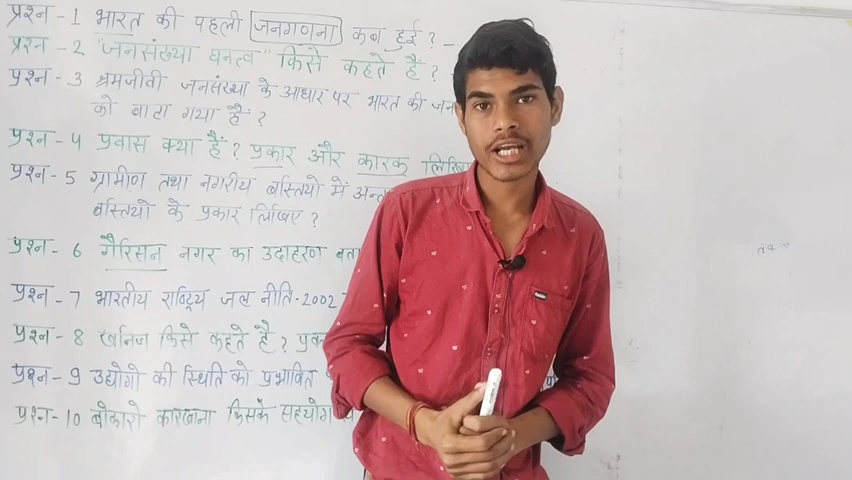 प्रश्न - 1 भारत की पहली जनगणना कब हुई? -
प्रश्न - 2 "जनसंख्या घनत्व" किसे कहते हैं?
प्रश्न - 3 श्रमजीवी जनसंख्या के आधार पर भारत की जन
को बाटा गया हैं?
प्रश्न - 4 प्रवास क्या हैं? प्रकार और कारक लिखि
प्रश्न - 5 ग्रामीण तथा नगरीय बस्तियो में अन्त
बस्तियो के प्रकार लिखिए?
प्रश्न - 6 गैरिसन नगर का उदाहरण बता
प्रश्न - 7 भारतीय राष्ट्रिय जल नीति-2002
प्रश्न - 8 खनिज किसे कहते है? प्रक
प्रश्न - 9 उद्योगो की स्थिति को प्रभावित
प्रश्न - 10 बोकारो कारखाना किसके सहयोग से